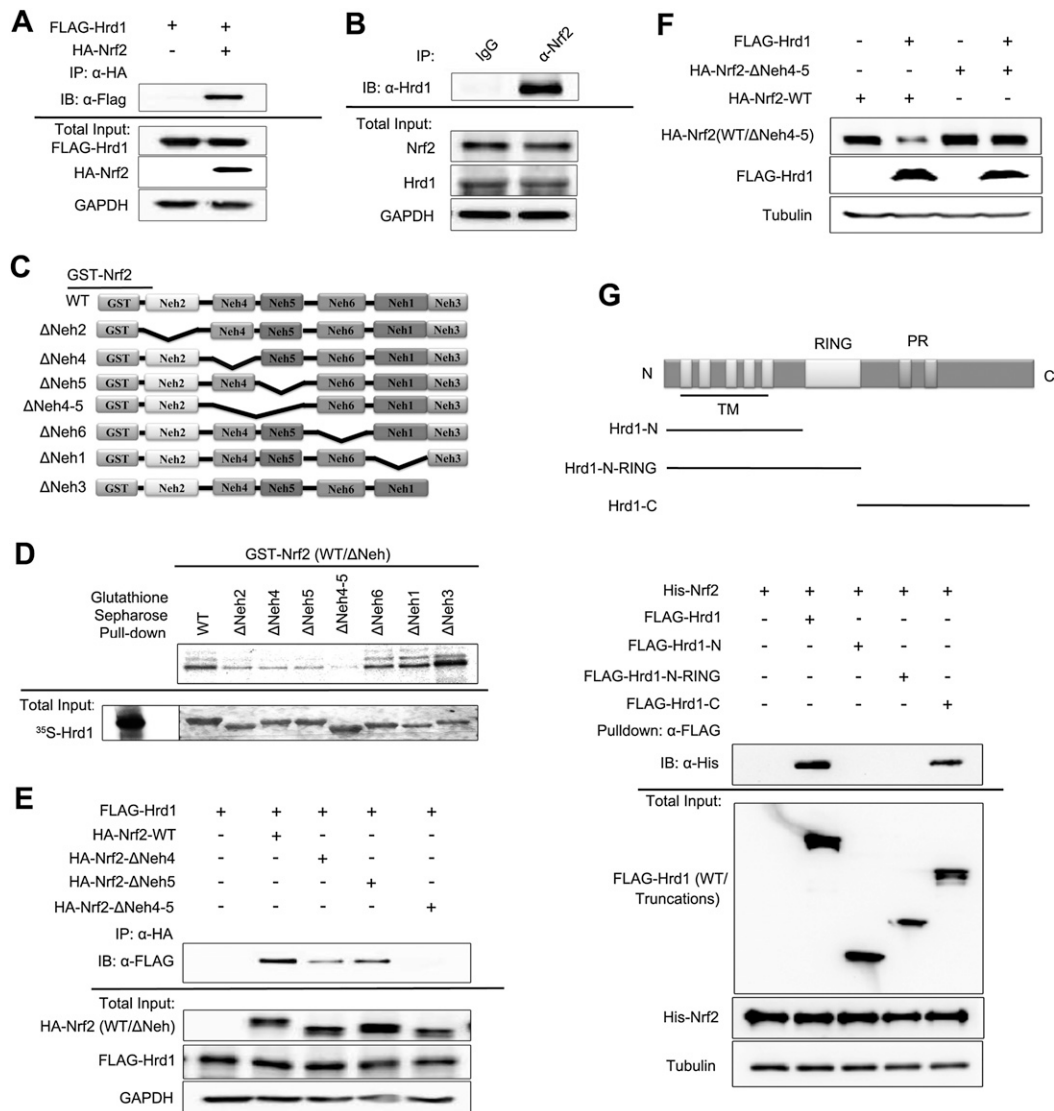 A
FLAG-Hrd1 + +
HA-Nrf2 - +
IP: α-HA
IB: α-Flag
Total Input:
FLAG-Hrd1
HA-Nrf2
GAPDH
B
IP: IgG α-Nrf2
IB: α-Hrd1
Total Input:
Nrf2
Hrd1
GAPDH
C
GST-Nrf2
WT GST Neh2 Neh4 Neh5 Neh6 Neh1 Neh3
ΔNeh2 GST Neh4 Neh5 Neh6 Neh1 Neh3
ΔNeh4 GST Neh2 Neh5 Neh6 Neh1 Neh3
ΔNeh5 GST Neh2 Neh4 Neh6 Neh1 Neh3
ΔNeh4-5 GST Neh2 Neh6 Neh1 Neh3
ΔNeh6 GST Neh2 Neh4 Neh5 Neh1 Neh3
ΔNeh1 GST Neh2 Neh4 Neh5 Neh6 Neh3
ΔNeh3 GST Neh2 Neh4 Neh5 Neh6 Neh1
D
GST-Nrf2 (WT/ΔNeh)
Glutathione
Sepharose
Pull-down
WT ΔNeh2 ΔNeh4 ΔNeh5 ΔNeh4-5 ΔNeh6 ΔNeh1 ΔNeh3
Total Input:
³⁵S-Hrd1
E
FLAG-Hrd1 + + + + +
HA-Nrf2-WT - + - - -
HA-Nrf2-ΔNeh4 - - + - -
HA-Nrf2-ΔNeh5 - - - + -
HA-Nrf2-ΔNeh4-5 - - - - +
IP: α-HA
IB: α-FLAG
Total Input:
HA-Nrf2 (WT/ΔNeh)
FLAG-Hrd1
GAPDH
F
FLAG-Hrd1 - + - +
HA-Nrf2-ΔNeh4-5 - - + +
HA-Nrf2-WT + + - -
HA-Nrf2(WT/ΔNeh4-5)
FLAG-Hrd1
Tubulin
G
RING PR
N C
TM
Hrd1-N
Hrd1-N-RING
Hrd1-C
His-Nrf2 + + + + +
FLAG-Hrd1 - + - - -
FLAG-Hrd1-N - - + - -
FLAG-Hrd1-N-RING - - - + -
FLAG-Hrd1-C - - - - +
Pulldown: α-FLAG
IB: α-His
Total Input:
FLAG-Hrd1 (WT/
Truncations)
His-Nrf2
Tubulin